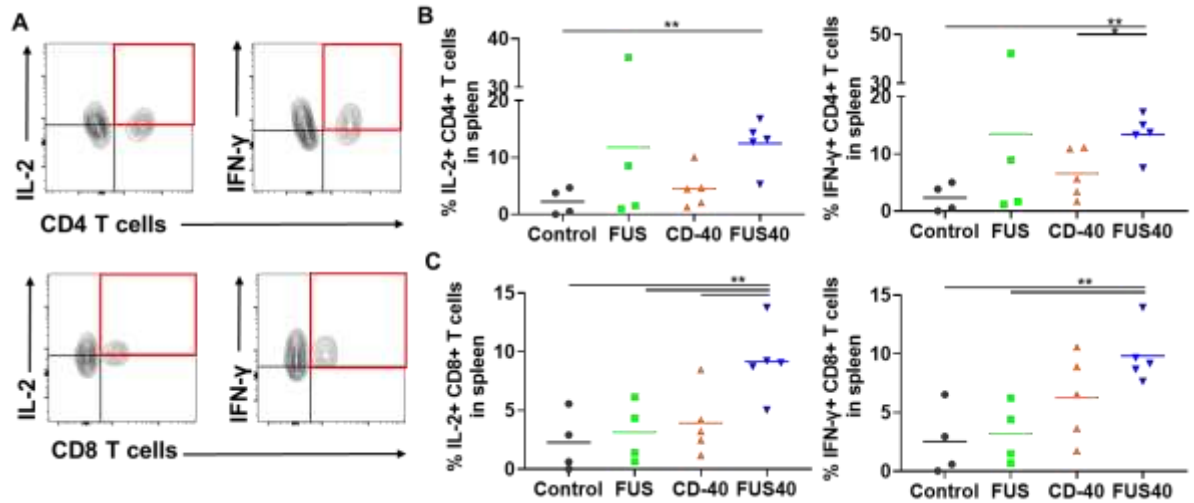 A
IL-2
IFN-γ
CD4 T cells
IL-2
IFN-γ
CD8 T cells
B
% IL-2+ CD4+ T cells
in spleen
40
30
20
10
0
**
Control FUS CD-40 FUS40
% IFN-γ+ CD4+ T cells
in spleen
50
30
20
10
0
**
*
Control FUS CD-40 FUS40
C
% IL-2+ CD8+ T cells
in spleen
15
10
5
0
**
Control FUS CD-40 FUS40
% IFN-γ+ CD8+ T cells
in spleen
15
10
5
0
**
Control FUS CD-40 FUS40